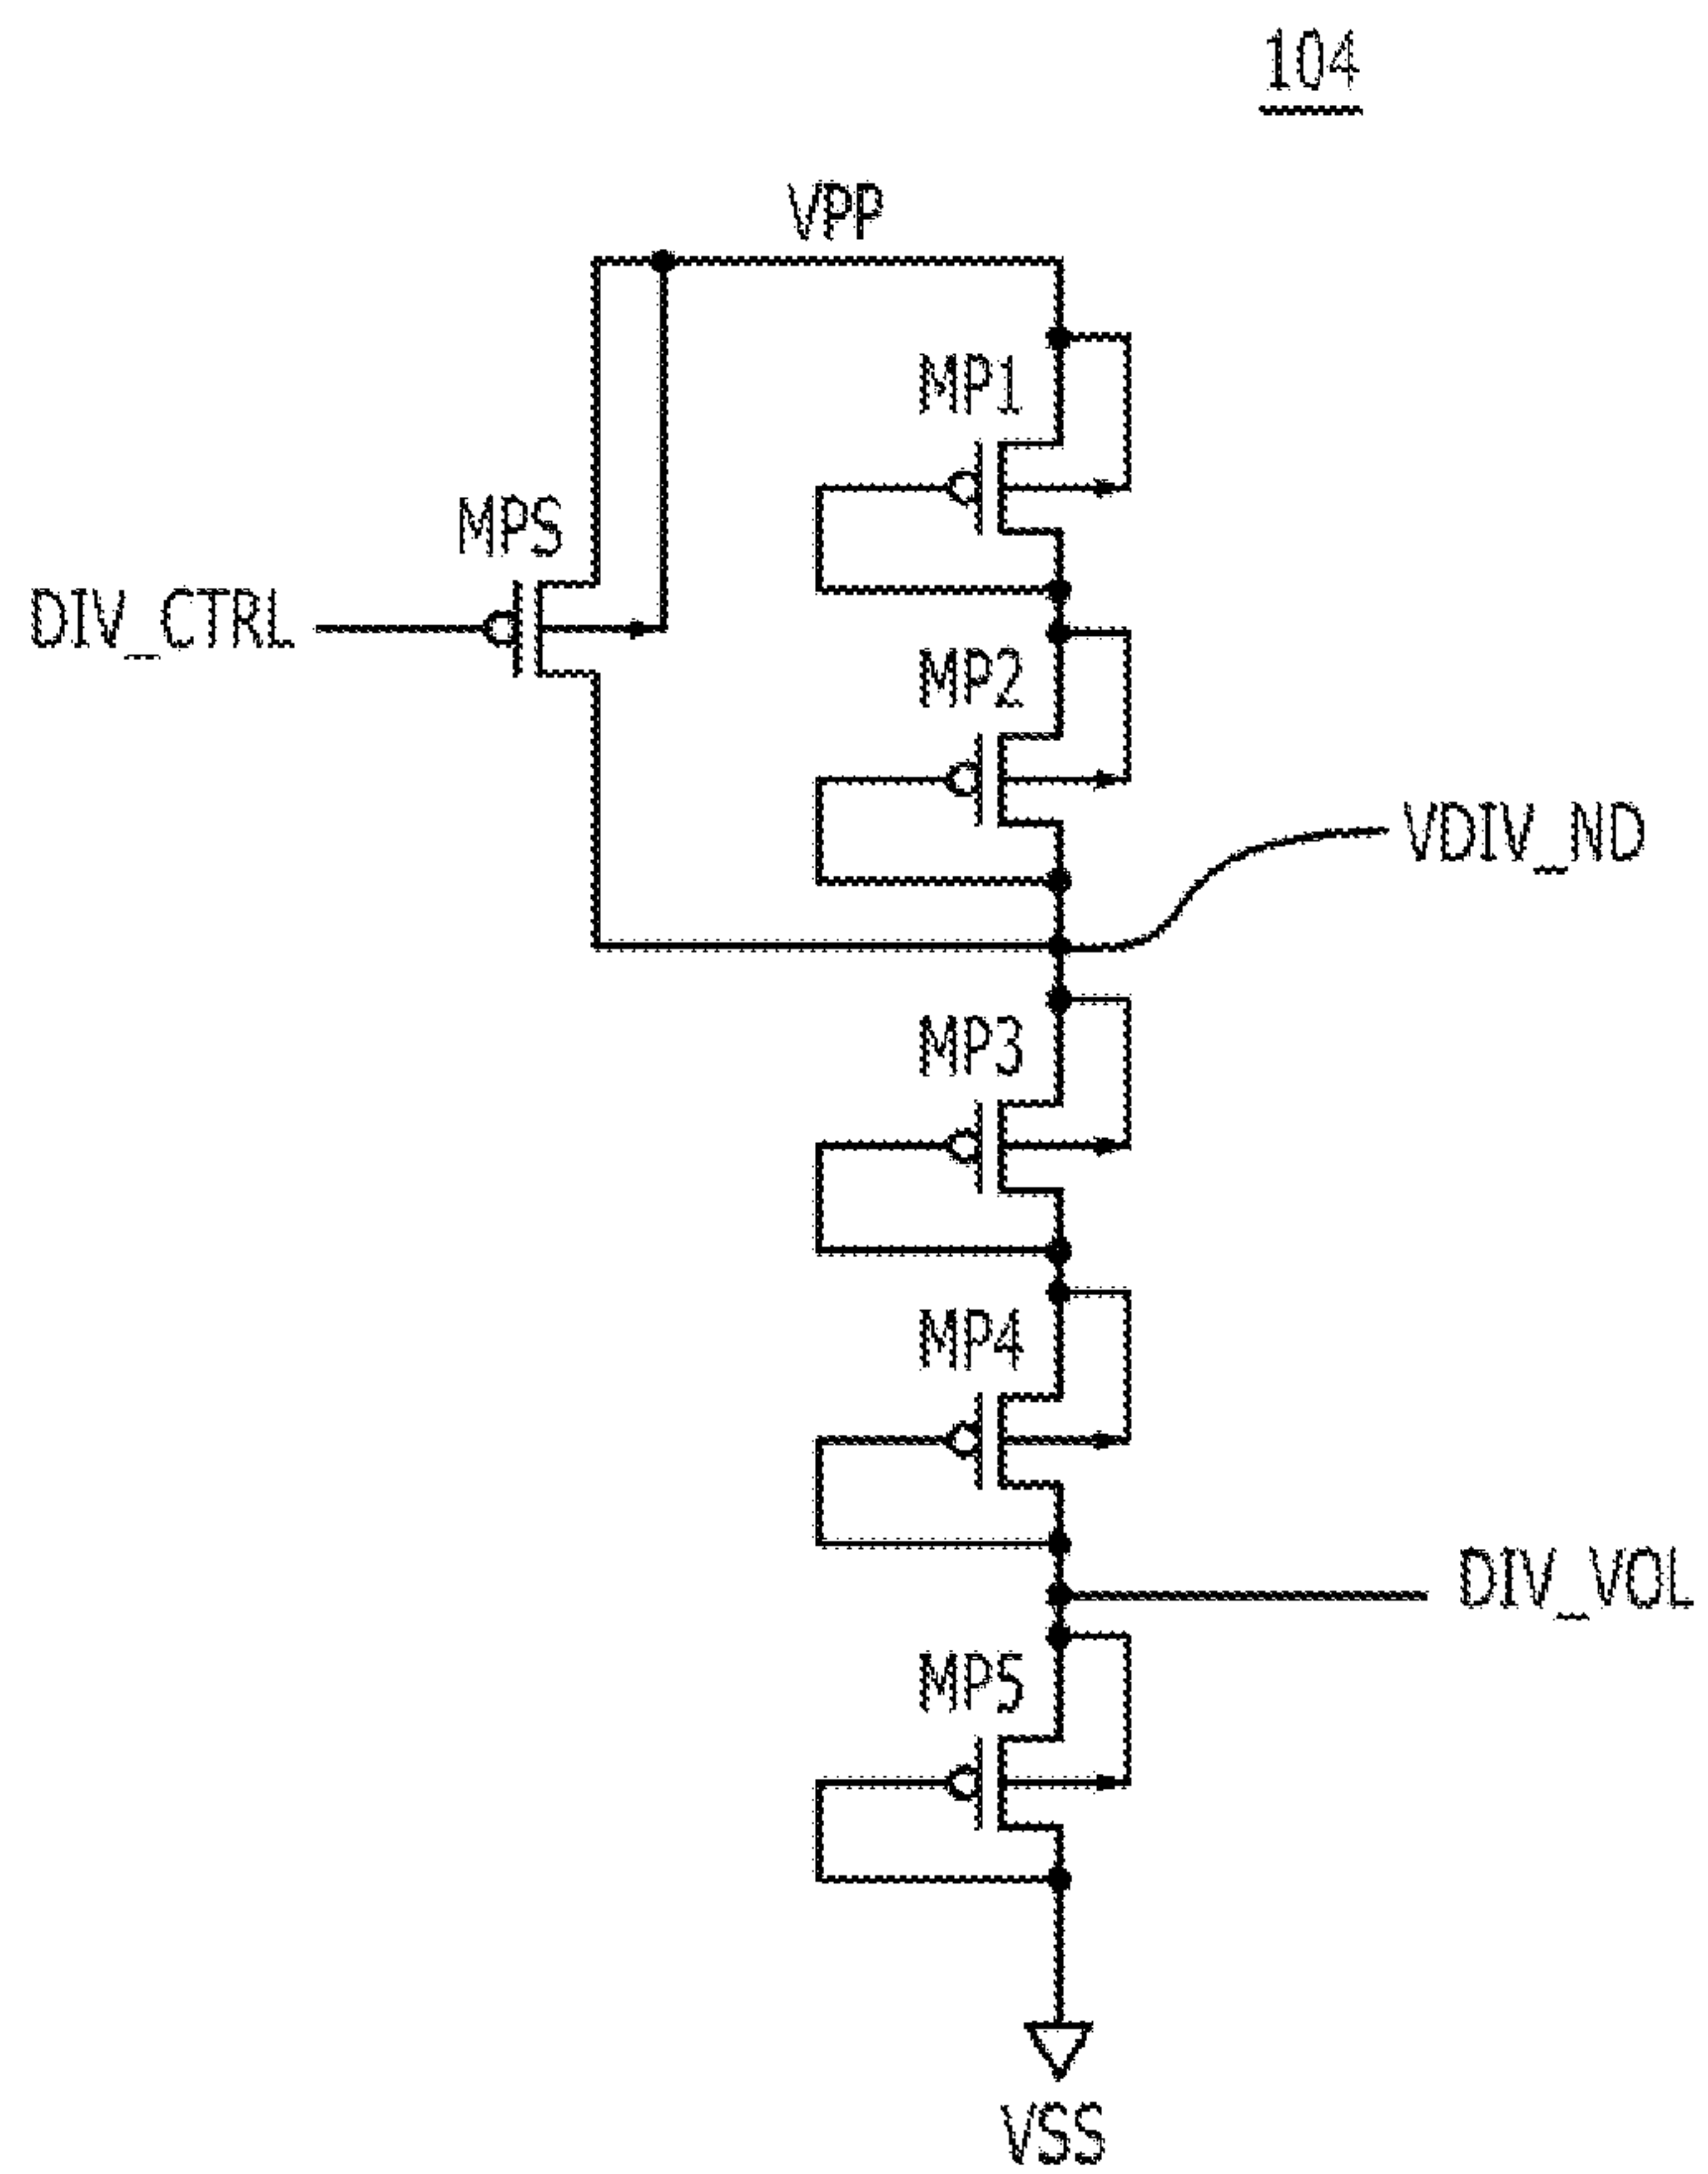 104
VPP
MP1
MPS
DIV_CTRL
MP2
VDIV_ND
MP3
MP4
DIV_VOL
MP5
VSS